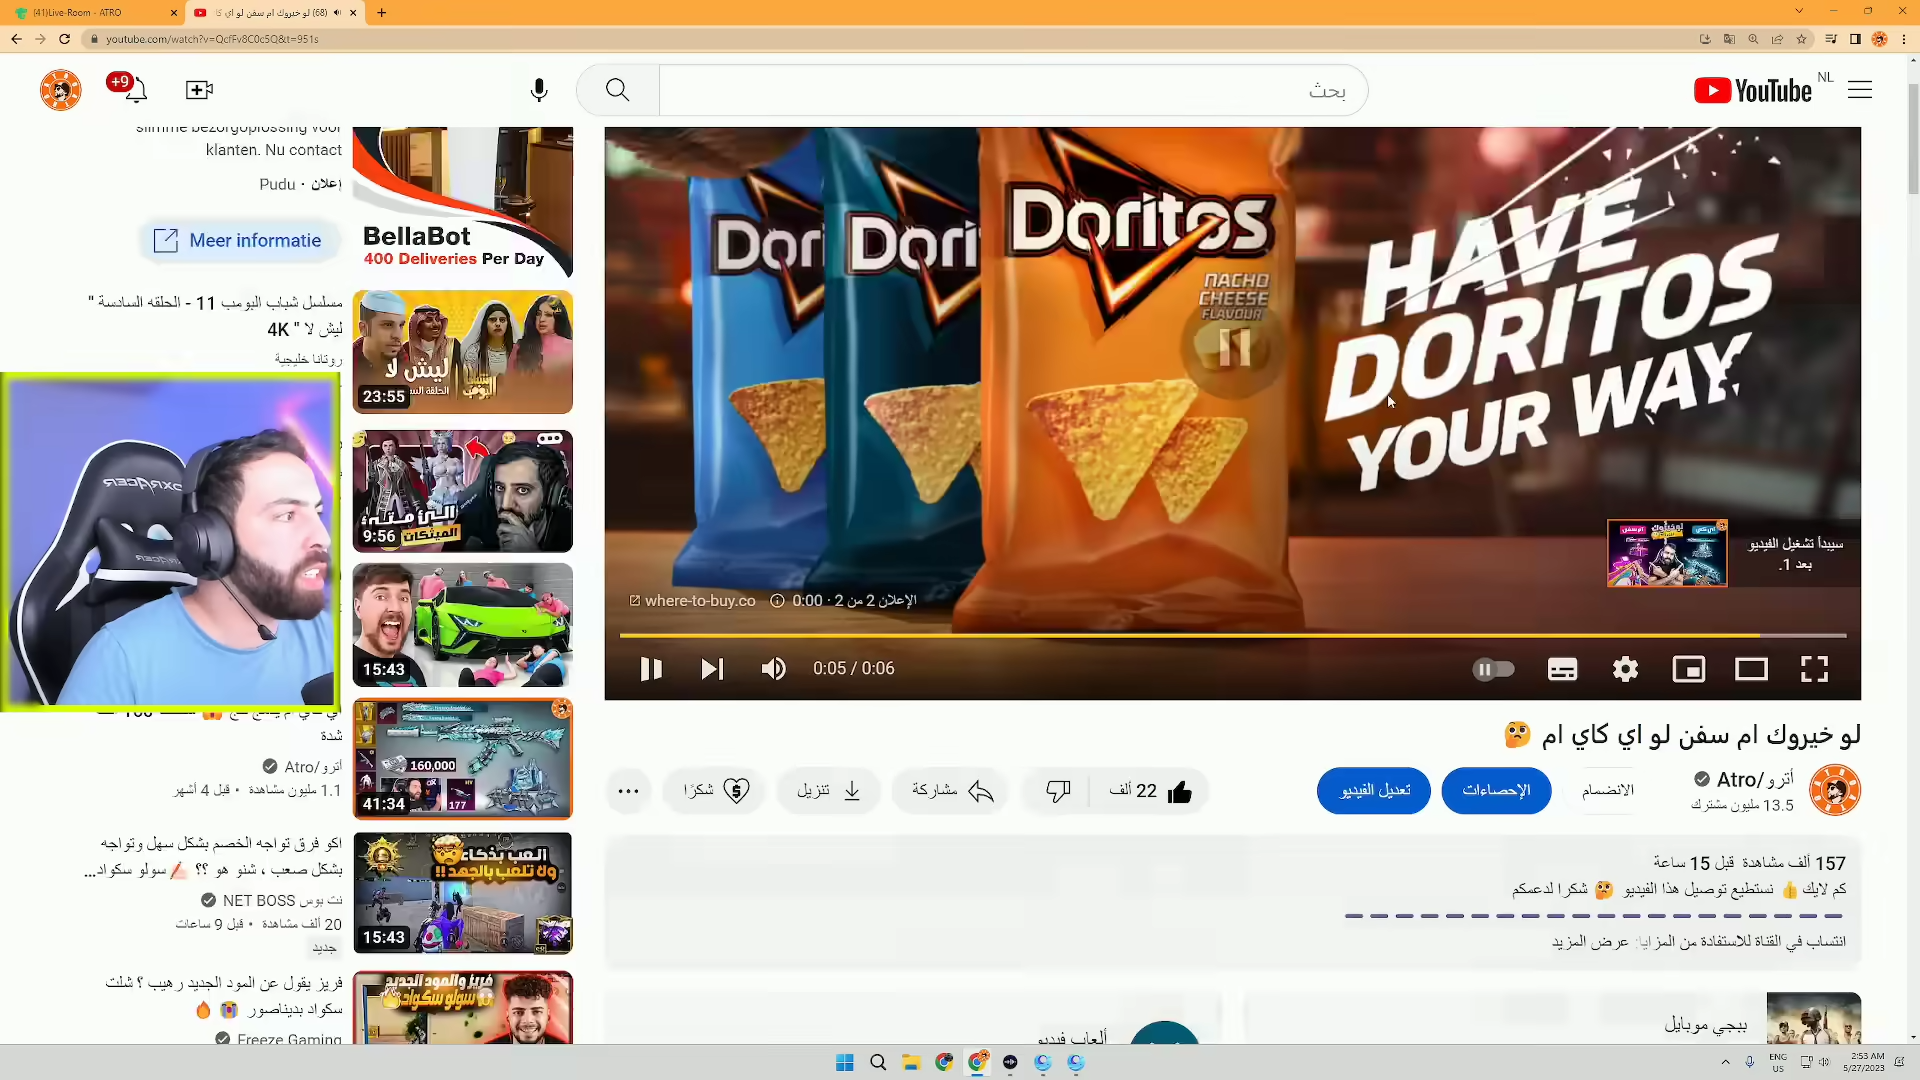 (41)Live-Room - ATRO
(68) لو خيروك ام سفن لو اي كا
youtube.com/watch?v=QcfFv8C0c5Q&t=951s
+9
بحث
YouTube
NL
slimme bezorgoplossing voor
klanten. Nu contact
إعلان · Pudu
Meer informatie
BellaBot
400 Deliveries Per Day
مسلسل شباب البومب 11 - الحلقه السادسة "
ليش لا " 4K
روتانا خليجية
ليش لا
23:55
9:56
15:43
شدة
أترو/Atro
1.1 مليون مشاهدة • قبل 4 أشهر
160,000
177
41:34
اكو فرق تواجه الخصم بشكل سهل وتواجه
بشكل صعب ، شنو هو ؟؟ ✍🏻 سولو سكواد...
نت بوس NET BOSS
20 ألف مشاهدة • قبل 9 ساعات
جديد
العب بذكاء
ولا تلعب بالجهد !!
15:43
فريز يقول عن المود الجديد رهيب ؟ شلت
سكواد بديناصور 😭 🔥
Freeze Gaming
فريز والمود الجديد
سولو سكواد
Dori
Dori
Doritos
NACHO
CHEESE
FLAVOUR
HAVE
DORITOS
YOUR WAY.
سيبدأ تشغيل الفيديو
بعد 1.
where-to-buy.co
الإعلان 2 من 2 · 0:00
0:05 / 0:06
لو خيروك ام سفن لو اي كاي ام 🤔
أترو/Atro
13.5 مليون مشترك
الانضمام
الإحصاءات
تعديل الفيديو
22 ألف
مشاركة
تنزيل
شكرًا
157 ألف مشاهدة قبل 15 ساعة
كم لايك👍 نستطيع توصيل هذا الفيديو 🤔 شكرا لدعمكم
انتساب في القناة للاستفادة من المزايا: عرض المزيد
ألعاب فيديو
ببجي موبايل
ENG
US
2:53 AM
5/27/2023